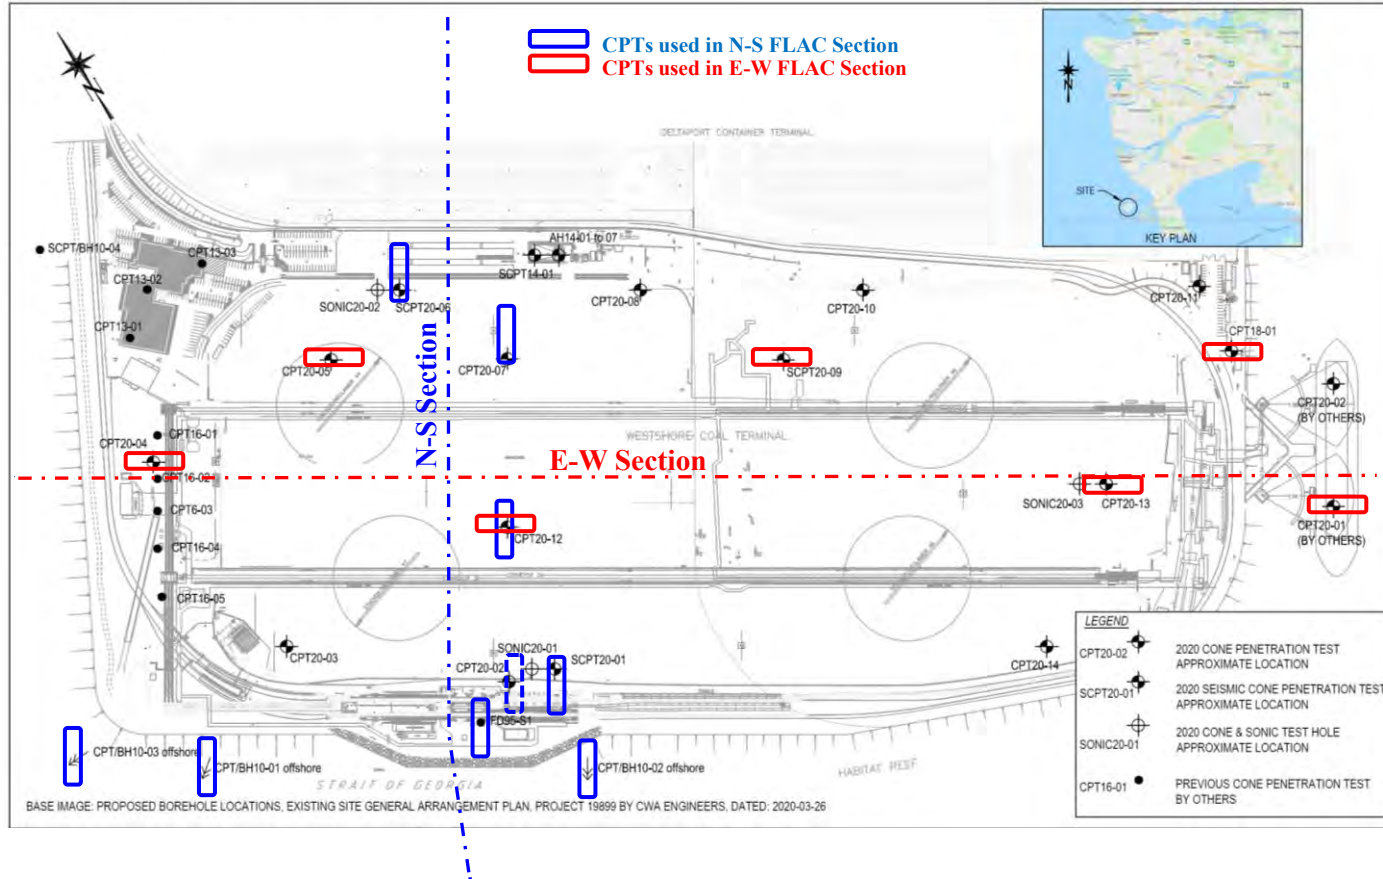 CPTs used in N-S FLAC Section
CPTs used in E-W FLAC Section
N
DELTAPORT CONTAINER TERMINAL
N
SITE
KEY PLAN
SCPT/BH10-04
CPT13-03
CPT13-02
CPT13-01
AH14-01 to 07
SCPT14-01
SONIC20-02
SCPT20-06
CPT20-08
CPT20-10
CPT20-11
CPT18-01
CPT20-05
CPT20-07
SCPT20-09
CPT20-02
(BY OTHERS)
N-S Section
CPT16-01
CPT20-04
WESTSHORE COAL TERMINAL
E-W Section
CPT16-02
SONIC20-03
CPT20-13
CPT6-03
CPT20-01
(BY OTHERS)
CPT20-12
CPT16-04
CPT16-05
CPT20-03
SONIC20-01
CPT20-02
SCPT20-01
CPT20-14
FD95-S1
CPT/BH10-03 offshore
CPT/BH10-01 offshore
CPT/BH10-02 offshore
STRAIT OF GEORGIA
HABITAT REEF
LEGEND
CPT20-02
2020 CONE PENETRATION TEST
APPROXIMATE LOCATION
SCPT20-01
2020 SEISMIC CONE PENETRATION TEST
APPROXIMATE LOCATION
SONIC20-01
2020 CONE & SONIC TEST HOLE
APPROXIMATE LOCATION
CPT16-01
PREVIOUS CONE PENETRATION TEST
BY OTHERS
BASE IMAGE: PROPOSED BOREHOLE LOCATIONS, EXISTING SITE GENERAL ARRANGEMENT PLAN. PROJECT 19899 BY CWA ENGINEERS, DATED: 2020-03-26